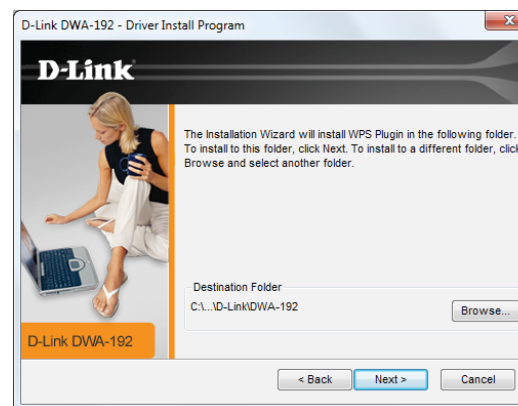 D-Link DWA-192 - Driver Install Program
D-Link
The Installation Wizard will install WPS Plugin in the following folder.
To install to this folder, click Next. To install to a different folder, click
Browse and select another folder.
Destination Folder
C:\...\D-Link\DWA-192
Browse...
D-Link DWA-192
< Back
Next >
Cancel